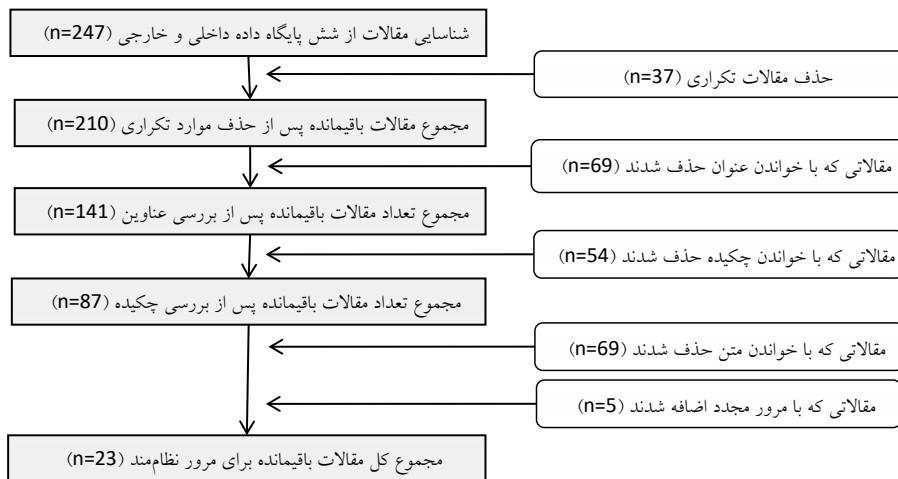 شناسایی مقالات از شش پایگاه داده داخلی و خارجی (n=247)
حذف مقالات تکراری (n=37)
مجموع مقالات باقیمانده پس از حذف موارد تکراری (n=210)
مقالاتی که با خواندن عنوان حذف شدند (n=69)
مجموع تعداد مقالات باقیمانده پس از بررسی عناوین (n=141)
مقالاتی که با خواندن چکیده حذف شدند (n=54)
مجموع تعداد مقالات باقیمانده پس از بررسی چکیده (n=87)
مقالاتی که با خواندن متن حذف شدند (n=69)
مقالاتی که با مرور مجدد اضافه شدند (n=5)
مجموع کل مقالات باقیمانده برای مرور نظام‌مند (n=23)